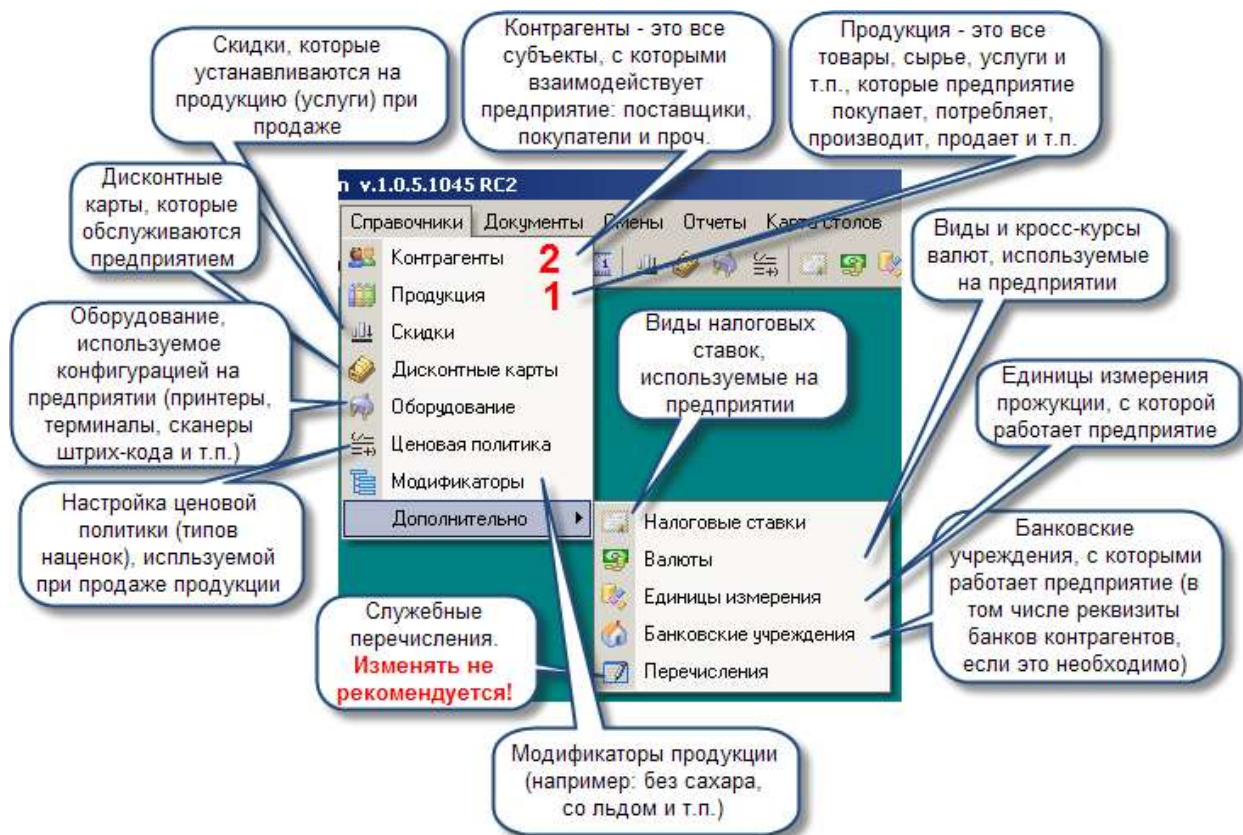 Скидки, которые
устанавливаются на
продукцию (услуги) при
продаже
Контрагенты - это все
субъекты, с которыми
взаимодействует
предприятие: поставщики,
покупатели и проч.
Продукция - это все
товары, сырье, услуги и
т.п., которые предприятие
покупает, потребляет,
производит, продает и т.п.
Дисконтные
карты, которые
обслуживаются
предприятием
Оборудование,
используемое
конфигурацией на
предприятии (принтеры,
терминалы, сканеры
штрих-кода и т.п.)
Настройка ценовой
политики (типов
наценок), испльзуемой
при продаже продукции
n v.1.0.5.1045 RC2
Справочники Документы Смены Отчеты Карта столов
Контрагенты 2
Продукция 1
Скидки
Дисконтные карты
Оборудование
Ценовая политика
Модификаторы
Дополнительно
Виды налоговых
ставок,
используемые на
предприятии
Виды и кросс-курсы
валют, используемые
на предприятии
Единицы измерения
прожукции, с которой
работает предприятие
Налоговые ставки
Валюты
Единицы измерения
Банковские учреждения
Перечисления
Банковские
учреждения, с которыми
работает предприятие (в
том числе реквизиты
банков контрагентов,
если это необходимо)
Служебные
перечисления.
Изменять не
рекомендуется!
Модификаторы продукции
(например: без сахара,
со льдом и т.п.)